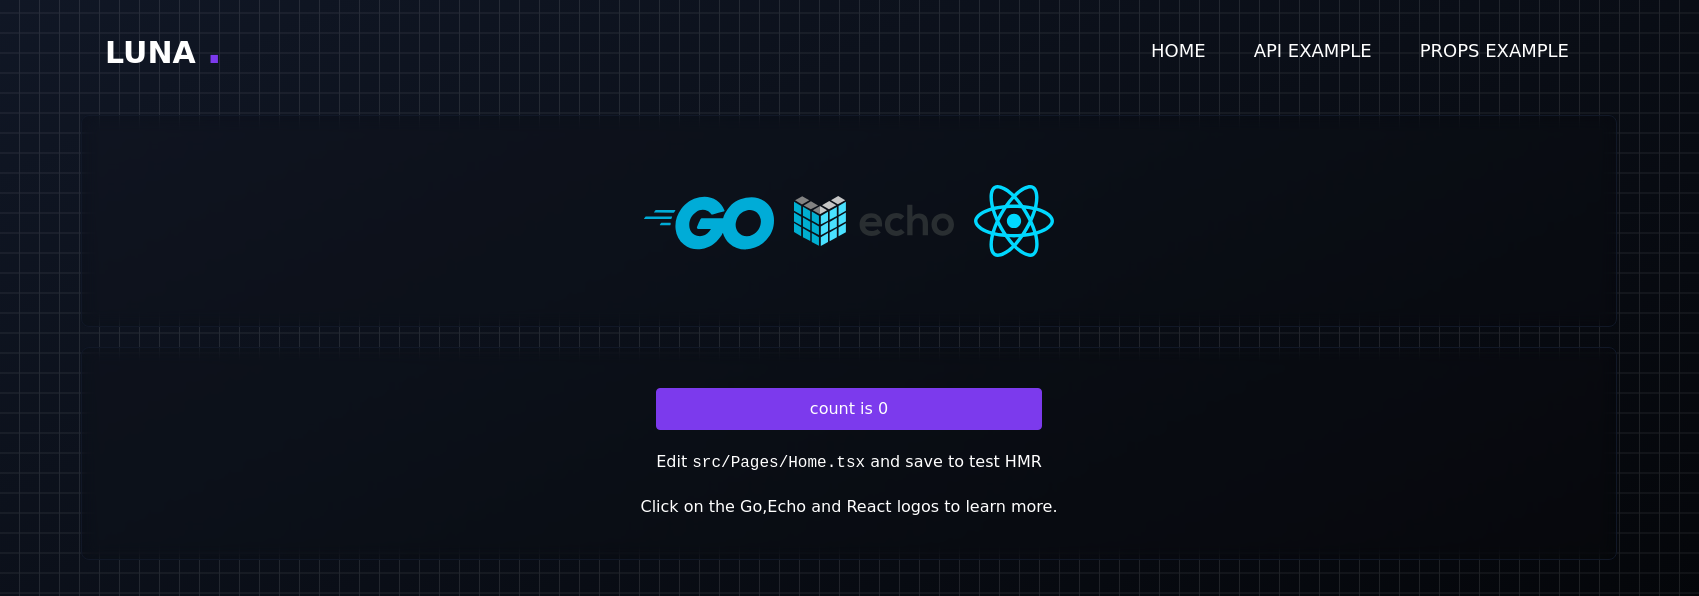 LUNA .
HOME API EXAMPLE PROPS EXAMPLE
GO echo
count is 0
Edit src/Pages/Home.tsx and save to test HMR
Click on the Go,Echo and React logos to learn more.